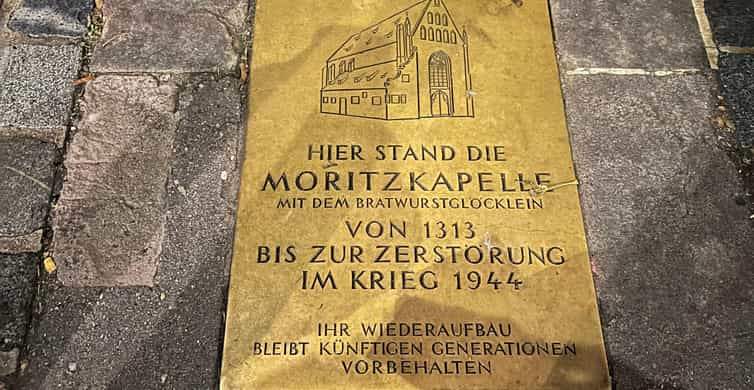 HIER STAND DIE
MORITZKAPELLE
MIT DEM BRATWURSTGLÖCKLEIN
VON 1313
BIS ZUR ZERSTÖRUNG
IM KRIEG 1944
IHR WIEDERAUFBAU
BLEIBT KÜNFTIGEN GENERATIONEN
VORBEHALTEN